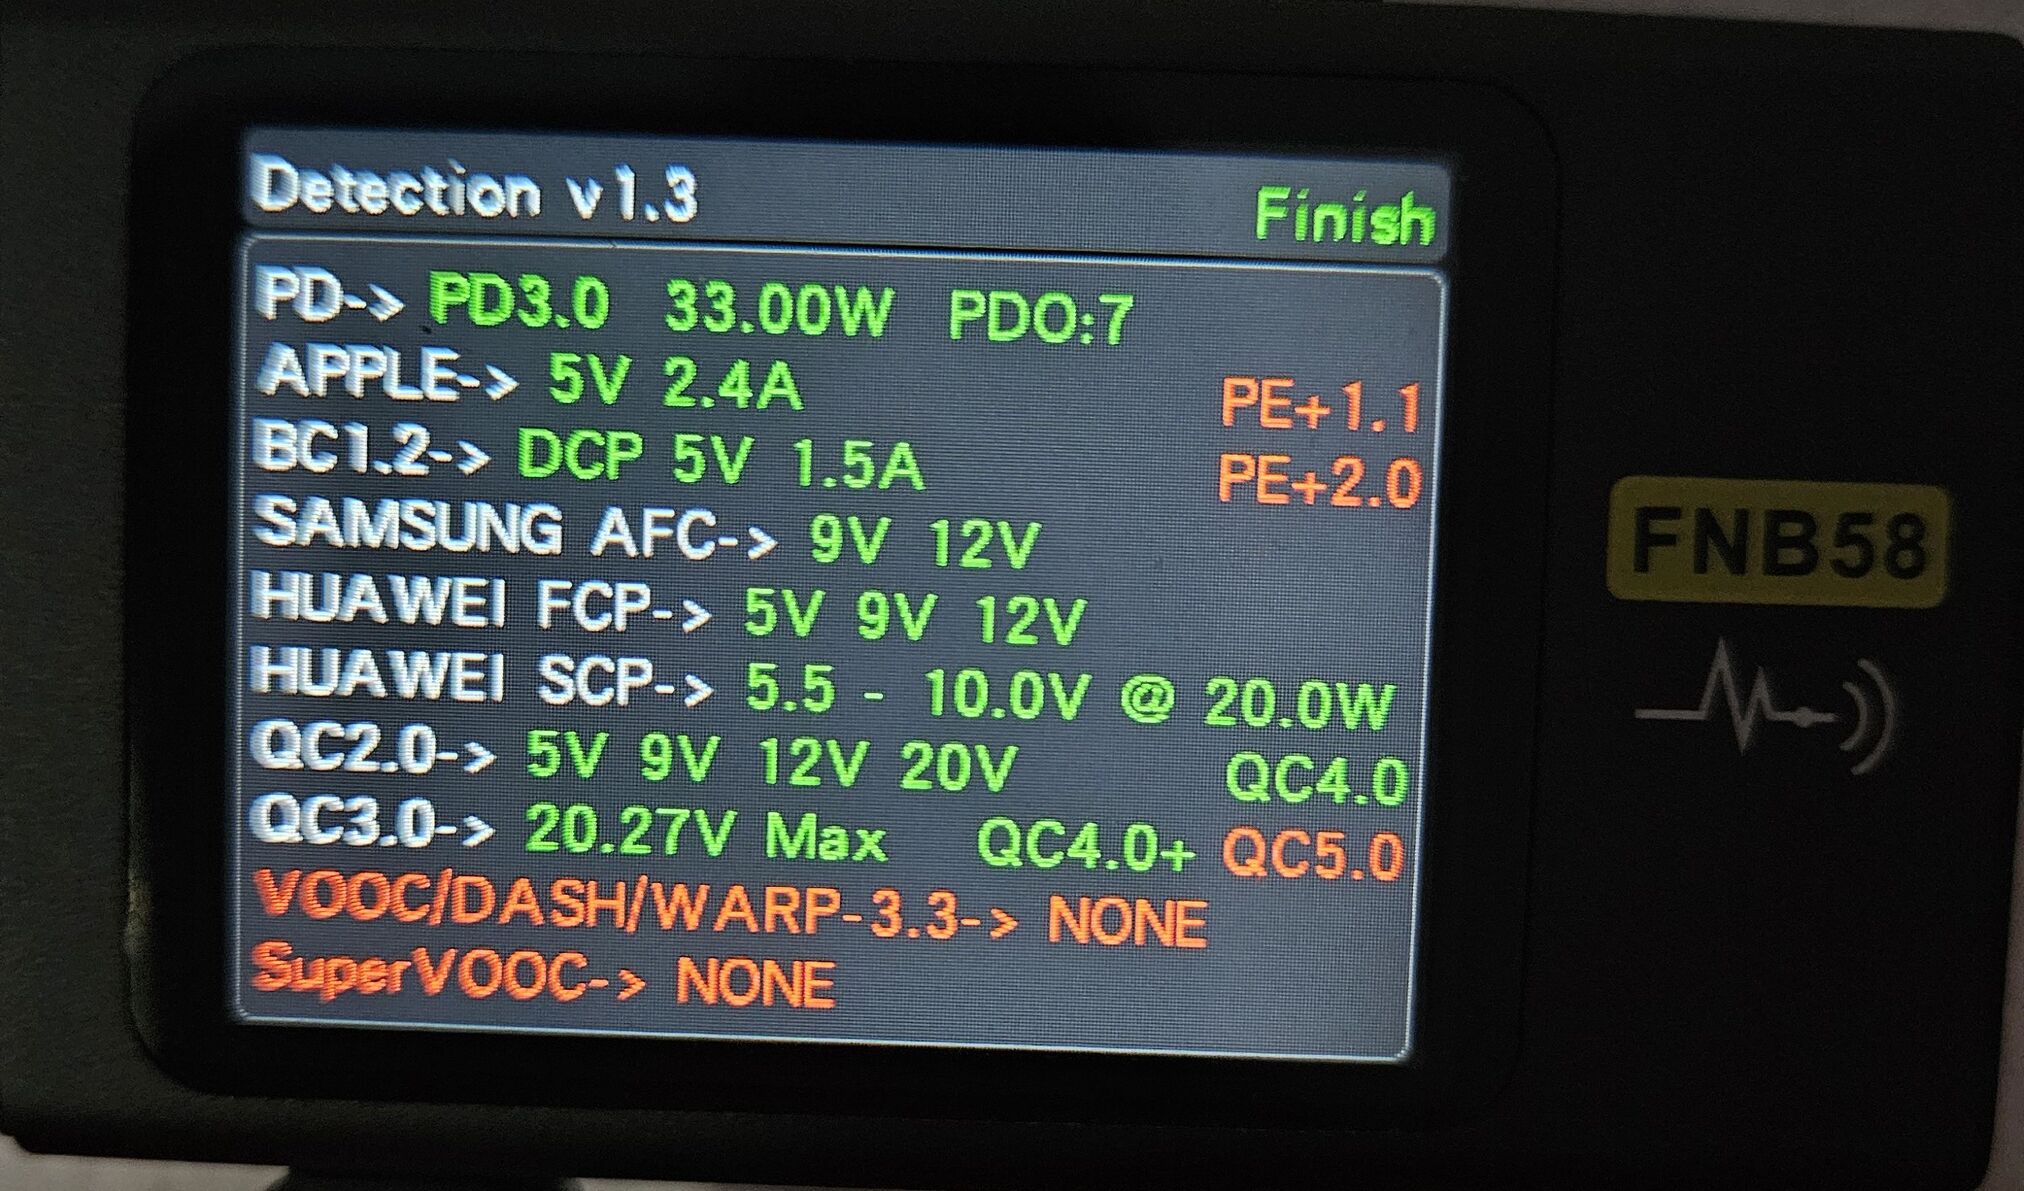 Detection v1.3 Finish
PD-> PD3.0 33.00W PDO:7
APPLE-> 5V 2.4A PE+1.1
BC1.2-> DCP 5V 1.5A PE+2.0
SAMSUNG AFC-> 9V 12V
HUAWEI FCP-> 5V 9V 12V
HUAWEI SCP-> 5.5 - 10.0V @ 20.0W
QC2.0-> 5V 9V 12V 20V QC4.0
QC3.0-> 20.27V Max QC4.0+ QC5.0
VOOC/DASH/WARP-3.3-> NONE
SuperVOOC-> NONE
FNB58